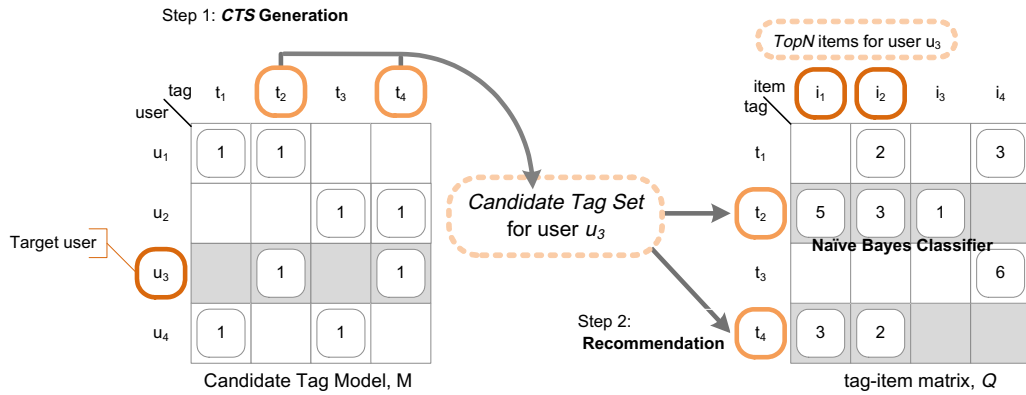 Step 1: CTS Generation
TopN items for user u3
tag t1 t2 t3 t4
user
item i1 i2 i3 i4
tag
u1 1 1
t1 2 3
u2 1 1
Candidate Tag Set
for user u3
t2 5 3 1
Naïve Bayes Classifier
Target user
u3 1 1
t3 6
u4 1 1
Step 2:
Recommendation
t4 3 2
Candidate Tag Model, M
tag-item matrix, Q